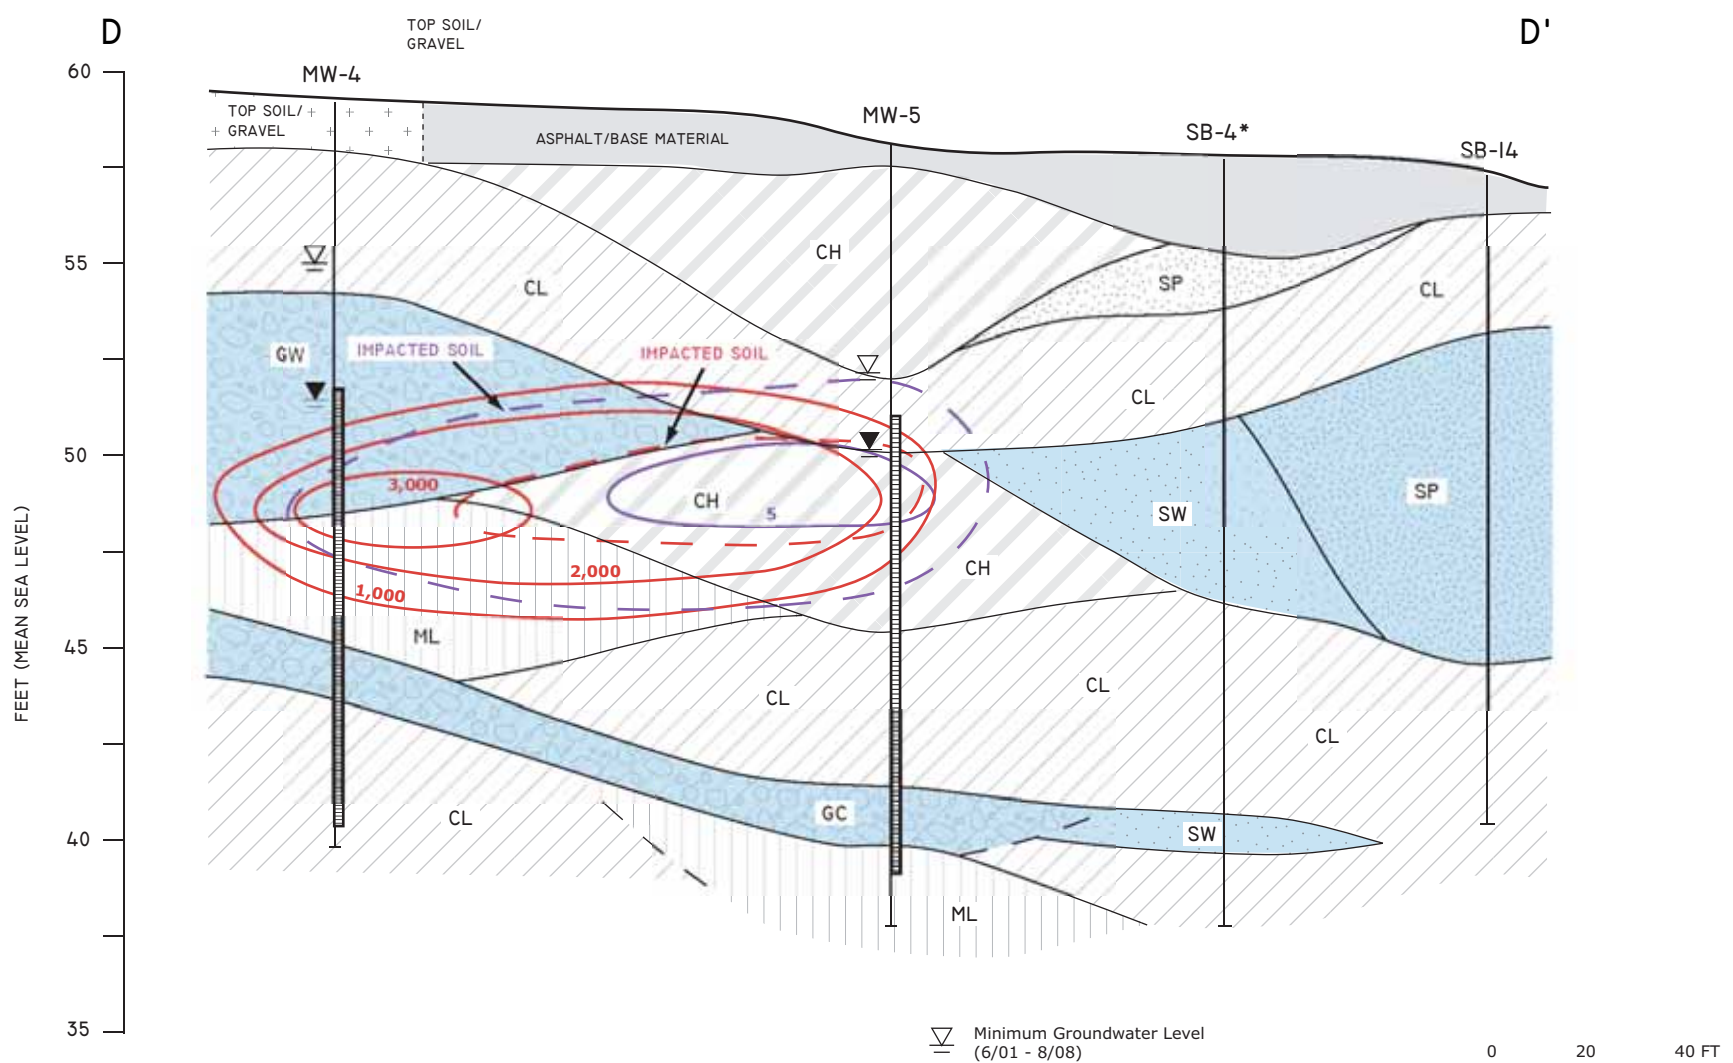 D
TOP SOIL/
GRAVEL
D'
60
MW-4
TOP SOIL/
GRAVEL
ASPHALT/BASE MATERIAL
MW-5
SB-4*
SB-14
55
CH
CL
SP
CL
GW
IMPACTED SOIL
IMPACTED SOIL
CL
50
3,000
CH
5
SW
SP
2,000
CH
1,000
ML
45
CL
CL
CL
FEET (MEAN SEA LEVEL)
CL
GC
SW
40
ML
35
Minimum Groundwater Level
(6/01 - 8/08)
0 20 40 FT